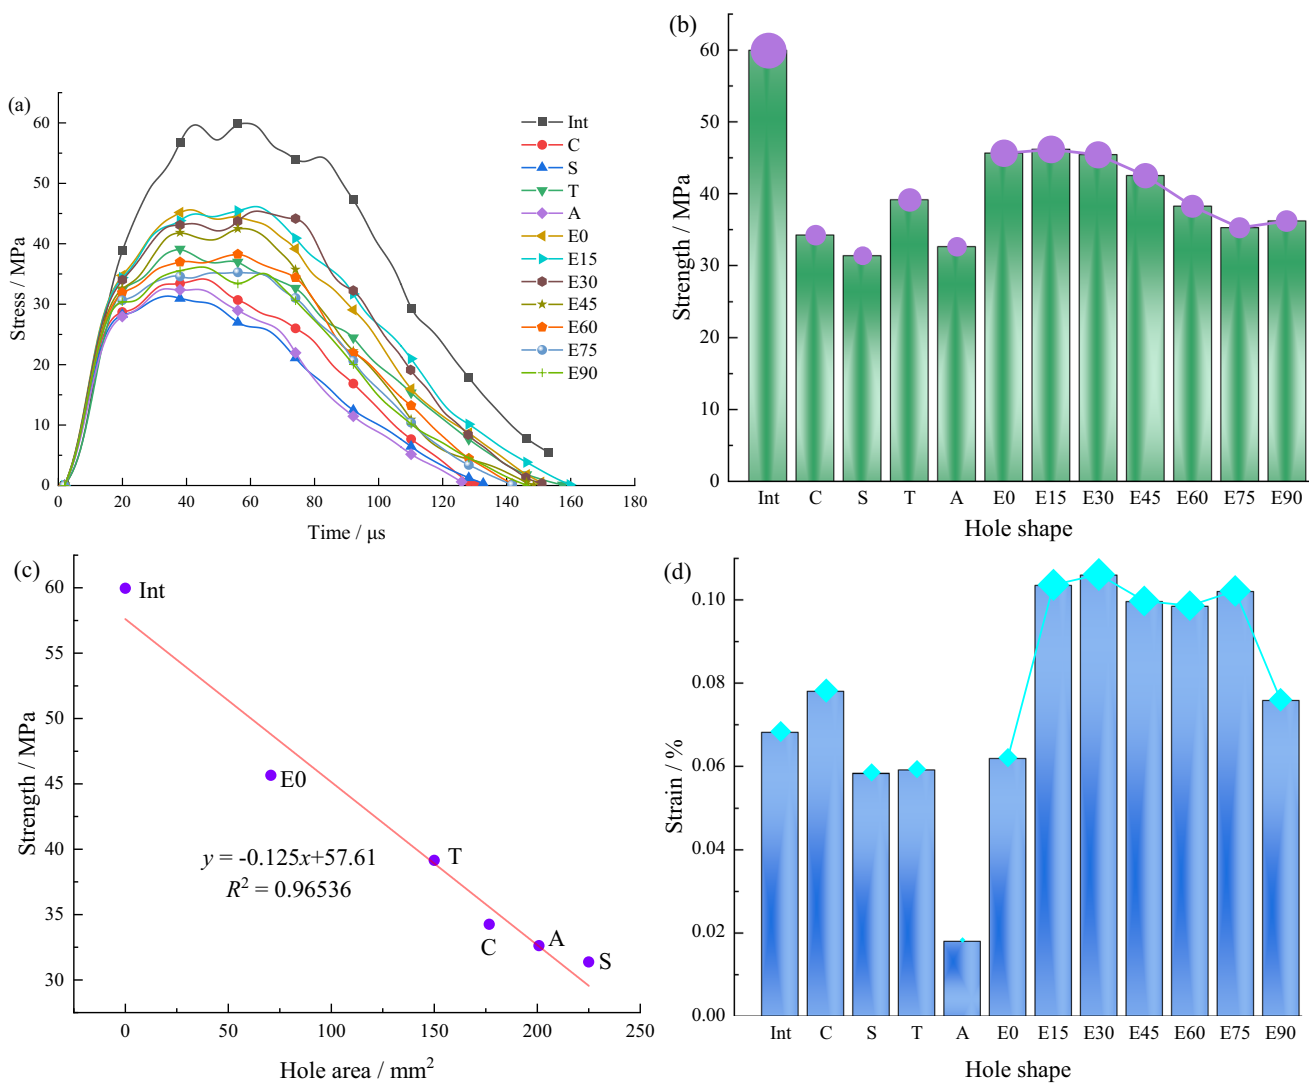 (a)
Stress / MPa
60
50
40
30
20
10
0
0
20
40
60
80
100
120
140
160
180
Time / μs
Int
C
S
T
A
E0
E15
E30
E45
E60
E75
E90
(b)
Strength / MPa
60
50
40
30
20
10
0
Int C S T A E0 E15 E30 E45 E60 E75 E90
Hole shape
(c)
Strength / MPa
60
55
50
45
40
35
30
Int
E0
T
C
A
S
y = -0.125x+57.61
R² = 0.96536
0 50 100 150 200 250
Hole area / mm²
(d)
Strain / %
0.10
0.08
0.06
0.04
0.02
0.00
Int C S T A E0 E15 E30 E45 E60 E75 E90
Hole shape